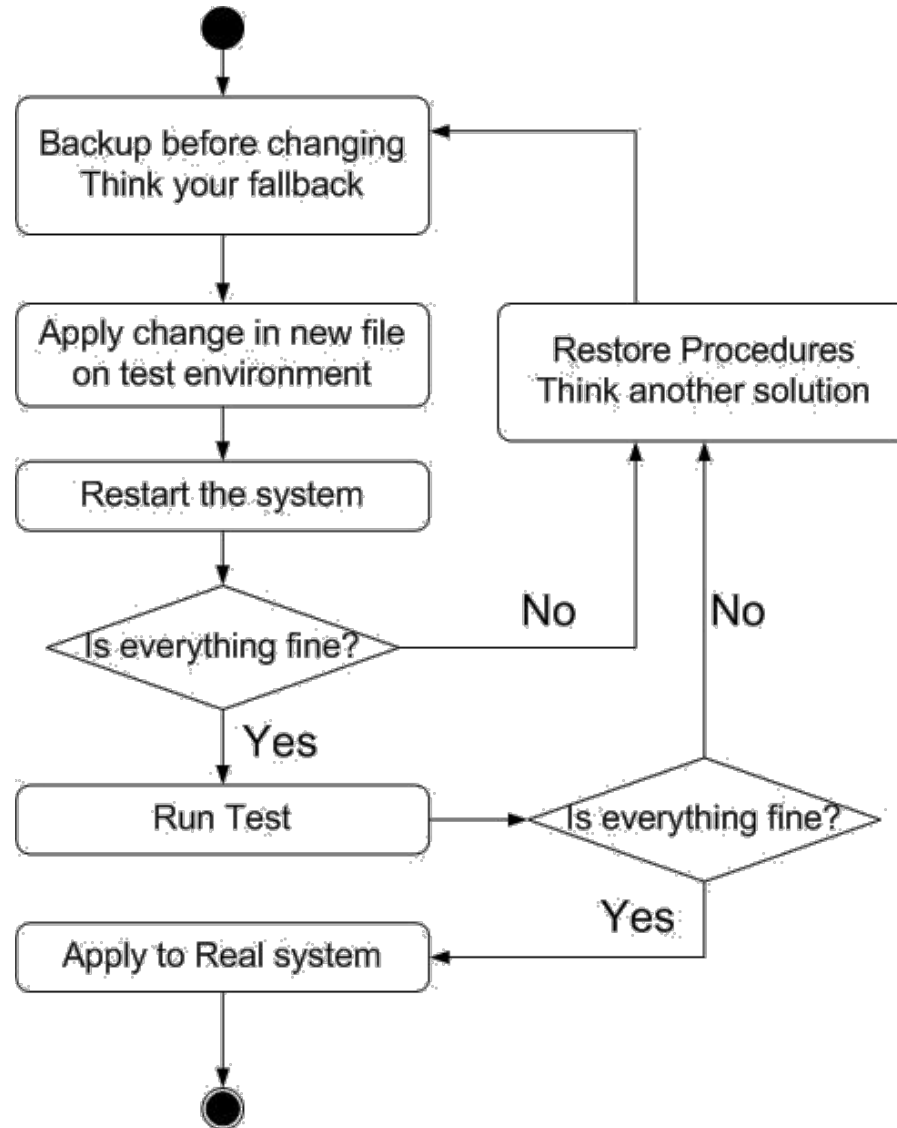 Backup before changing
Think your fallback
Apply change in new file
on test environment
Restore Procedures
Think another solution
Restart the system
Is everything fine?
No
No
Yes
Run Test
Is everything fine?
Yes
Apply to Real system